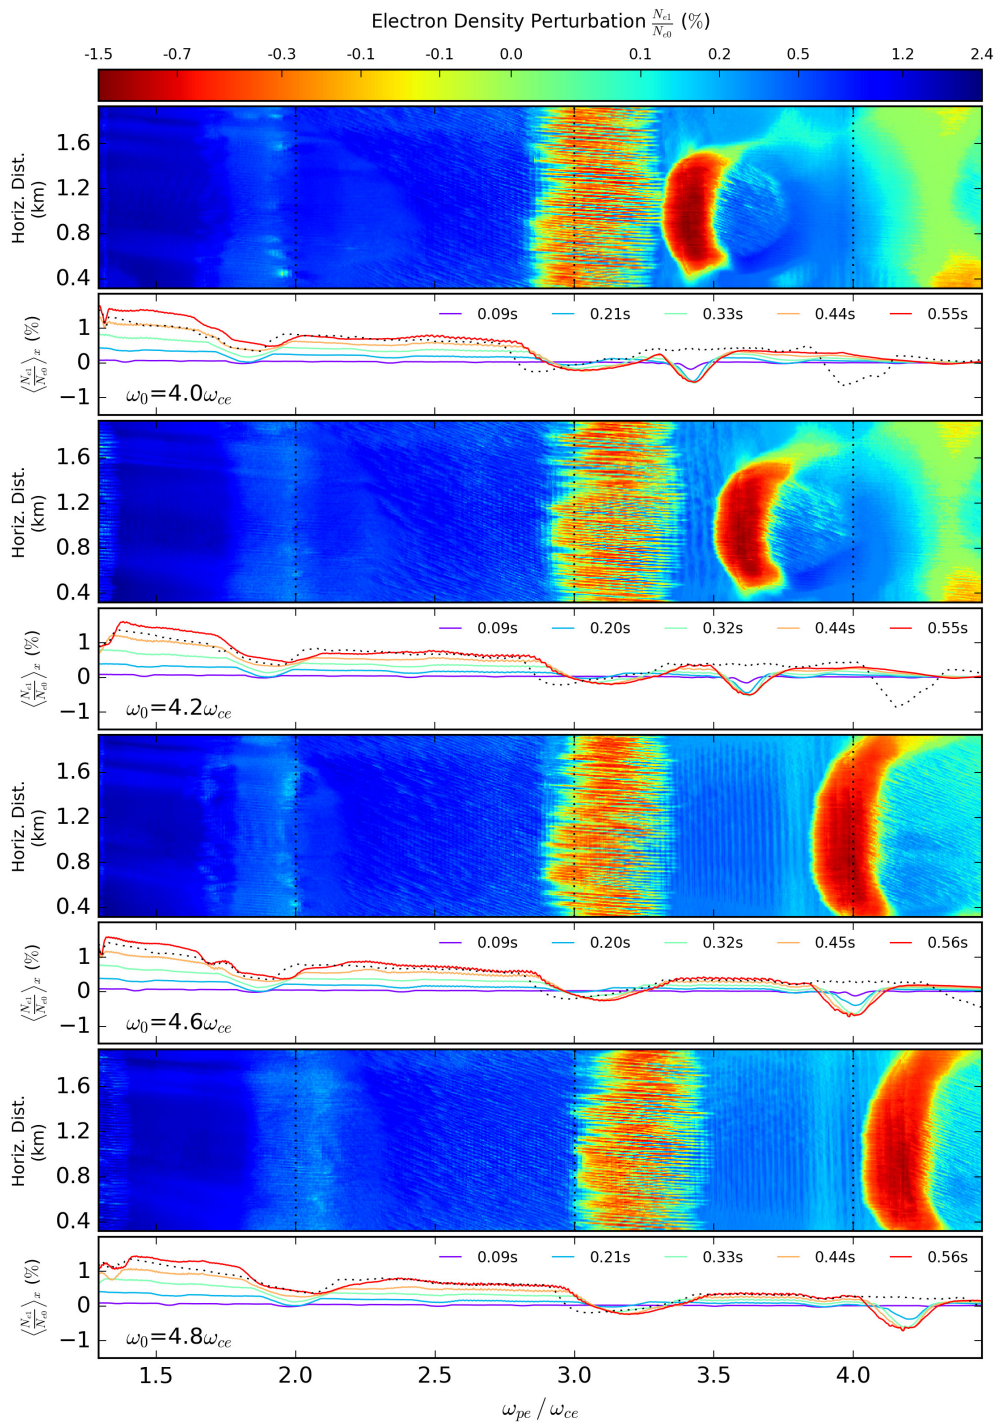 Electron Density Perturbation N_e1/N_e0 (%)
-1.5 -0.7 -0.3 -0.1 -0.1 0.0 0.1 0.2 0.5 1.2 2.4
Horiz. Dist. (km)
1.6
1.2
0.8
0.4
⟨N_e1/N_e0⟩_x (%)
1
0
−1
0.09s 0.21s 0.33s 0.44s 0.55s
ω_0=4.0ω_ce
Horiz. Dist. (km)
1.6
1.2
0.8
0.4
⟨N_e1/N_e0⟩_x (%)
1
0
−1
0.09s 0.20s 0.32s 0.44s 0.55s
ω_0=4.2ω_ce
Horiz. Dist. (km)
1.6
1.2
0.8
0.4
⟨N_e1/N_e0⟩_x (%)
1
0
−1
0.09s 0.20s 0.32s 0.45s 0.56s
ω_0=4.6ω_ce
Horiz. Dist. (km)
1.6
1.2
0.8
0.4
⟨N_e1/N_e0⟩_x (%)
1
0
−1
0.09s 0.21s 0.33s 0.44s 0.56s
ω_0=4.8ω_ce
1.5 2.0 2.5 3.0 3.5 4.0
ω_pe / ω_ce